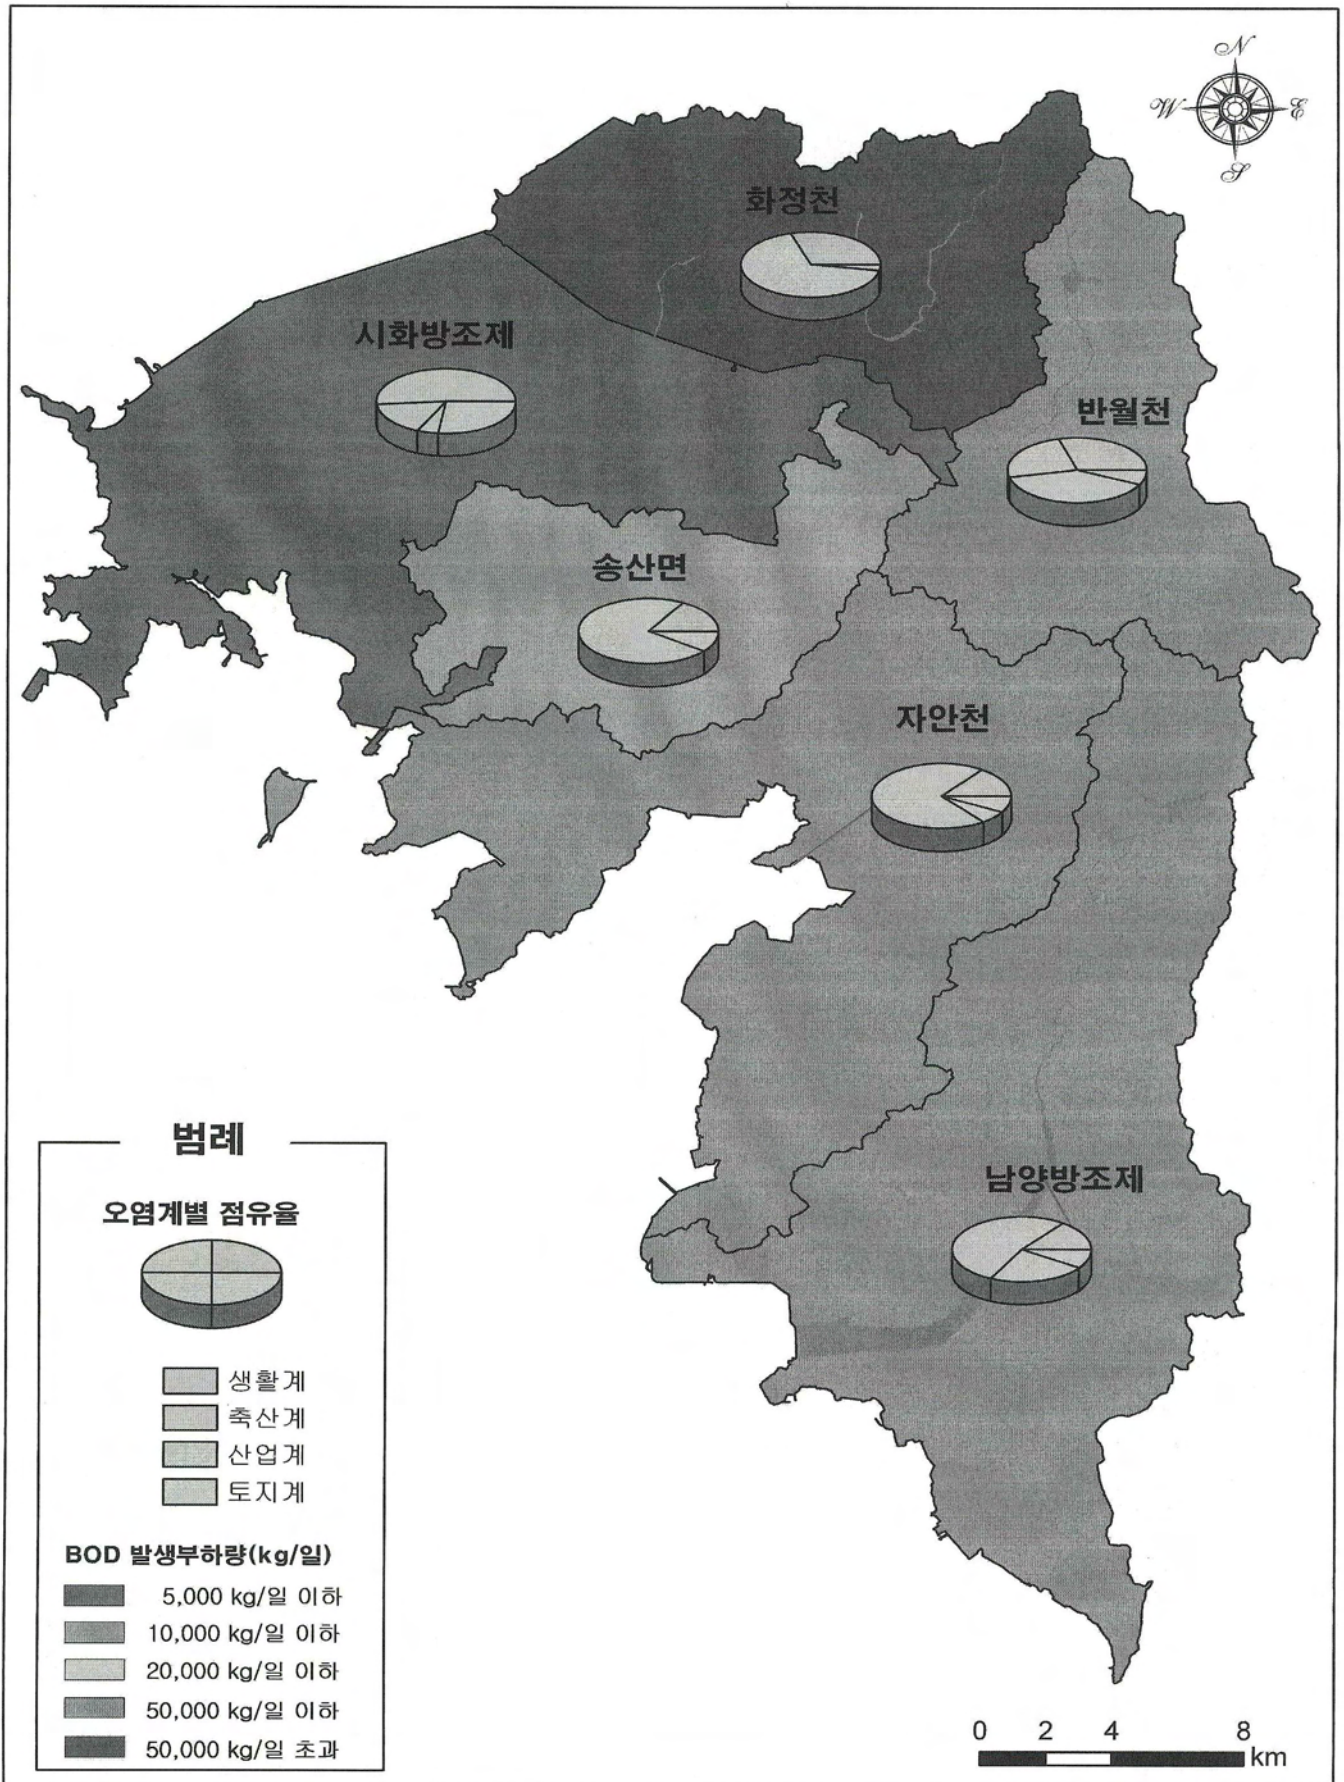 N
W
E
S
화정천
시화방조제
반월천
송산면
자안천
남양방조제
범례
오염계별 점유율
생활계
축산계
산업계
토지계
BOD 발생부하량(kg/일)
5,000 kg/일 이하
10,000 kg/일 이하
20,000 kg/일 이하
50,000 kg/일 이하
50,000 kg/일 초과
0 2 4 8
km